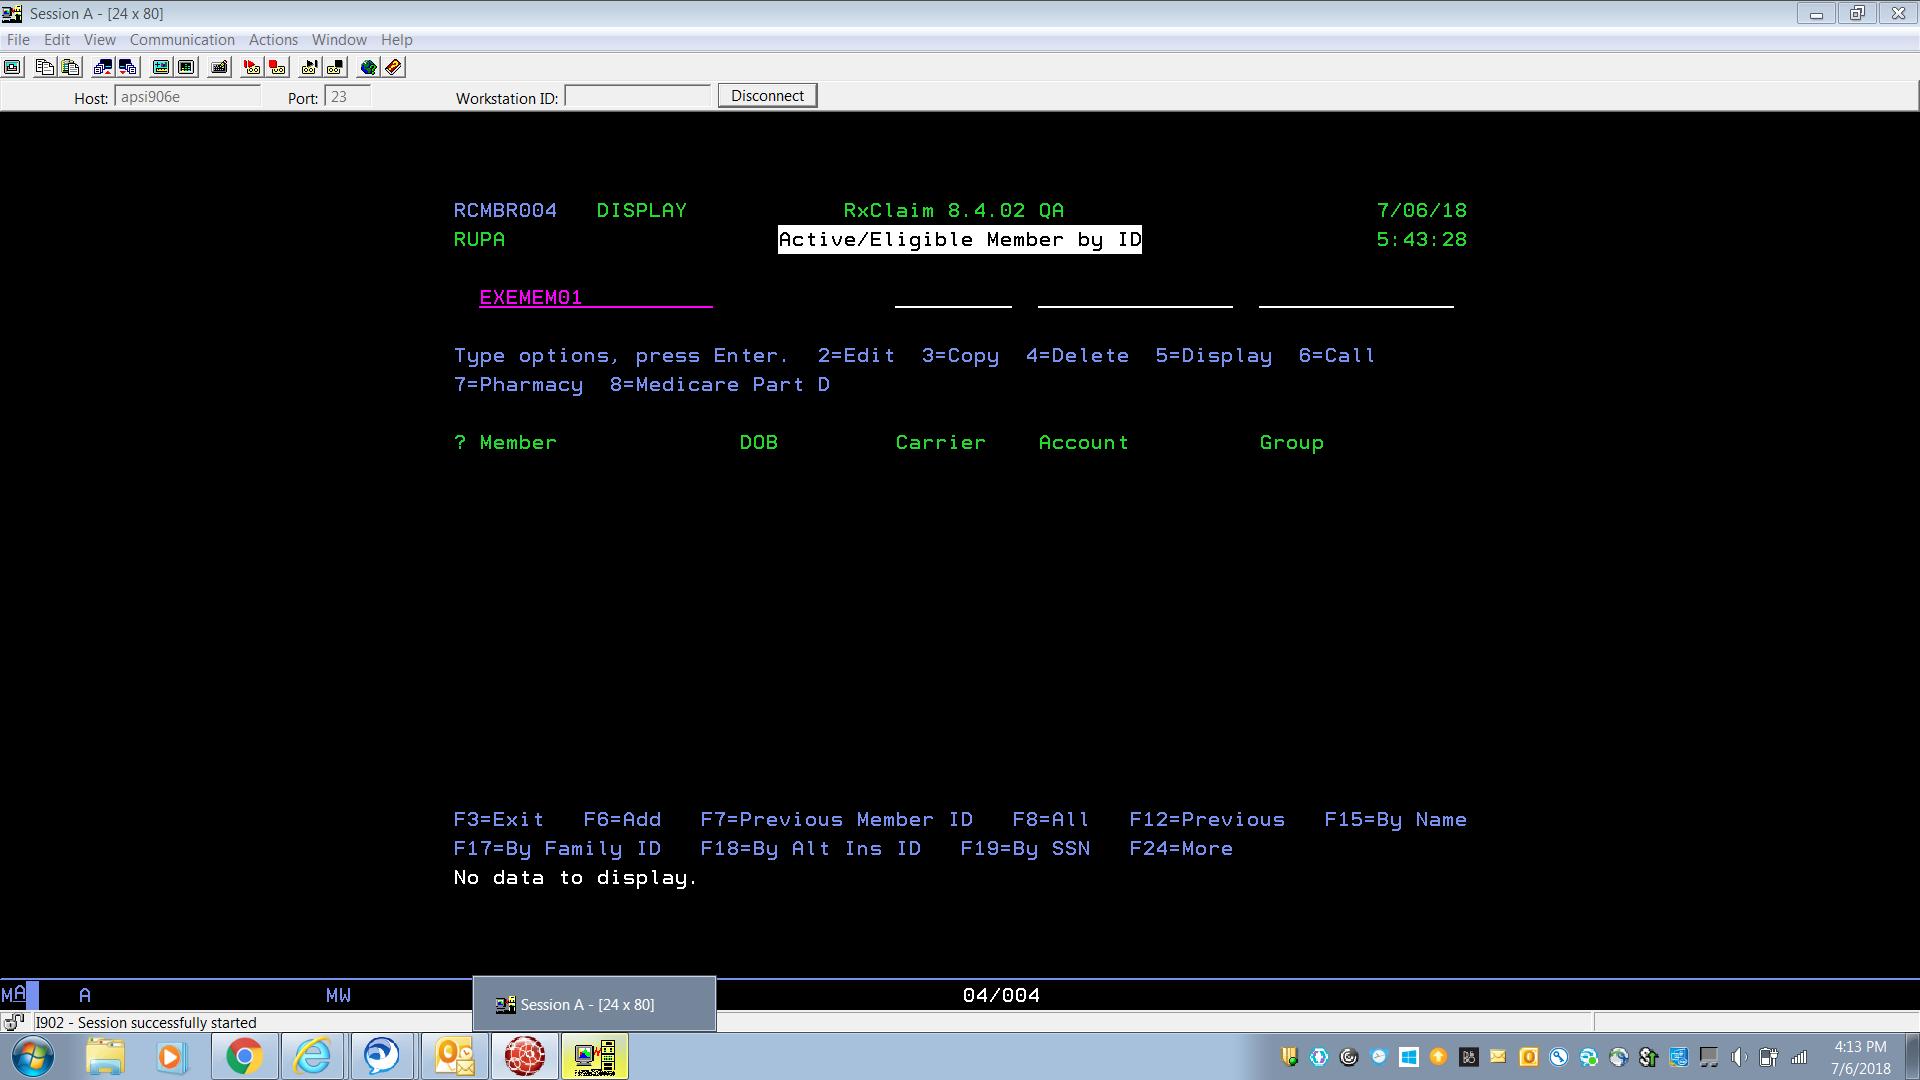 Session A - [24 x 80]
File Edit View Communication Actions Window Help
Host: apsi906e Port: 23 Workstation ID: Disconnect
RCMBR004 DISPLAY RxClaim 8.4.02 QA 7/06/18
RUPA Active/Eligible Member by ID 5:43:28
EXEMEM01
Type options, press Enter. 2=Edit 3=Copy 4=Delete 5=Display 6=Call
7=Pharmacy 8=Medicare Part D
? Member DOB Carrier Account Group
F3=Exit F6=Add F7=Previous Member ID F8=All F12=Previous F15=By Name
F17=By Family ID F18=By Alt Ins ID F19=By SSN F24=More
No data to display.
MA A MW 04/004
Session A - [24 x 80]
I902 - Session successfully started
4:13 PM
7/6/2018